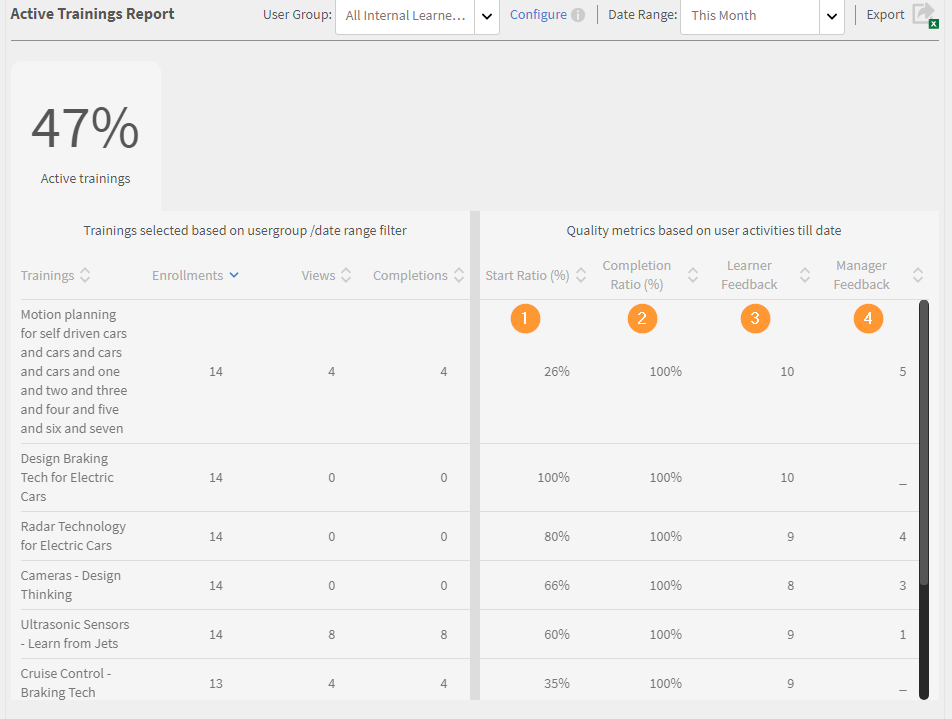 Active Trainings Report User Group: All Internal Learne... Configure i Date Range: This Month Export
47%
Active trainings
Trainings selected based on usergroup /date range filter Quality metrics based on user activities till date
Trainings Enrollments Views Completions Start Ratio (%) Completion Ratio (%) Learner Feedback Manager Feedback
1 2 3 4
Motion planning
for self driven cars
and cars and cars
and cars and one
and two and three
and four and five
and six and seven
14 4 4 26% 100% 10 5
Design Braking
Tech for Electric
Cars
14 0 0 100% 100% 10 _
Radar Technology
for Electric Cars
14 0 0 80% 100% 9 4
Cameras - Design
Thinking
14 0 0 66% 100% 8 3
Ultrasonic Sensors
- Learn from Jets
14 8 8 60% 100% 9 1
Cruise Control -
Braking Tech
13 4 4 35% 100% 9 _